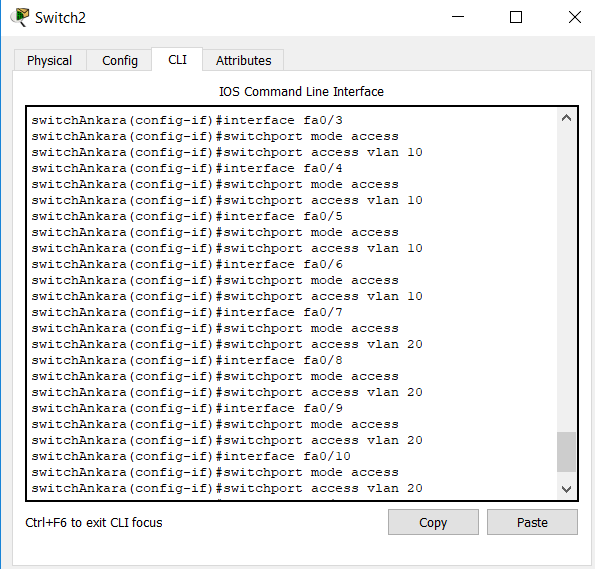 Switch2
Physical Config CLI Attributes
IOS Command Line Interface
switchAnkara(config-if)#interface fa0/3
switchAnkara(config-if)#switchport mode access
switchAnkara(config-if)#switchport access vlan 10
switchAnkara(config-if)#interface fa0/4
switchAnkara(config-if)#switchport mode access
switchAnkara(config-if)#switchport access vlan 10
switchAnkara(config-if)#interface fa0/5
switchAnkara(config-if)#switchport mode access
switchAnkara(config-if)#switchport access vlan 10
switchAnkara(config-if)#interface fa0/6
switchAnkara(config-if)#switchport mode access
switchAnkara(config-if)#switchport access vlan 10
switchAnkara(config-if)#interface fa0/7
switchAnkara(config-if)#switchport mode access
switchAnkara(config-if)#switchport access vlan 20
switchAnkara(config-if)#interface fa0/8
switchAnkara(config-if)#switchport mode access
switchAnkara(config-if)#switchport access vlan 20
switchAnkara(config-if)#interface fa0/9
switchAnkara(config-if)#switchport mode access
switchAnkara(config-if)#switchport access vlan 20
switchAnkara(config-if)#interface fa0/10
switchAnkara(config-if)#switchport mode access
switchAnkara(config-if)#switchport access vlan 20
Ctrl+F6 to exit CLI focus
Copy Paste